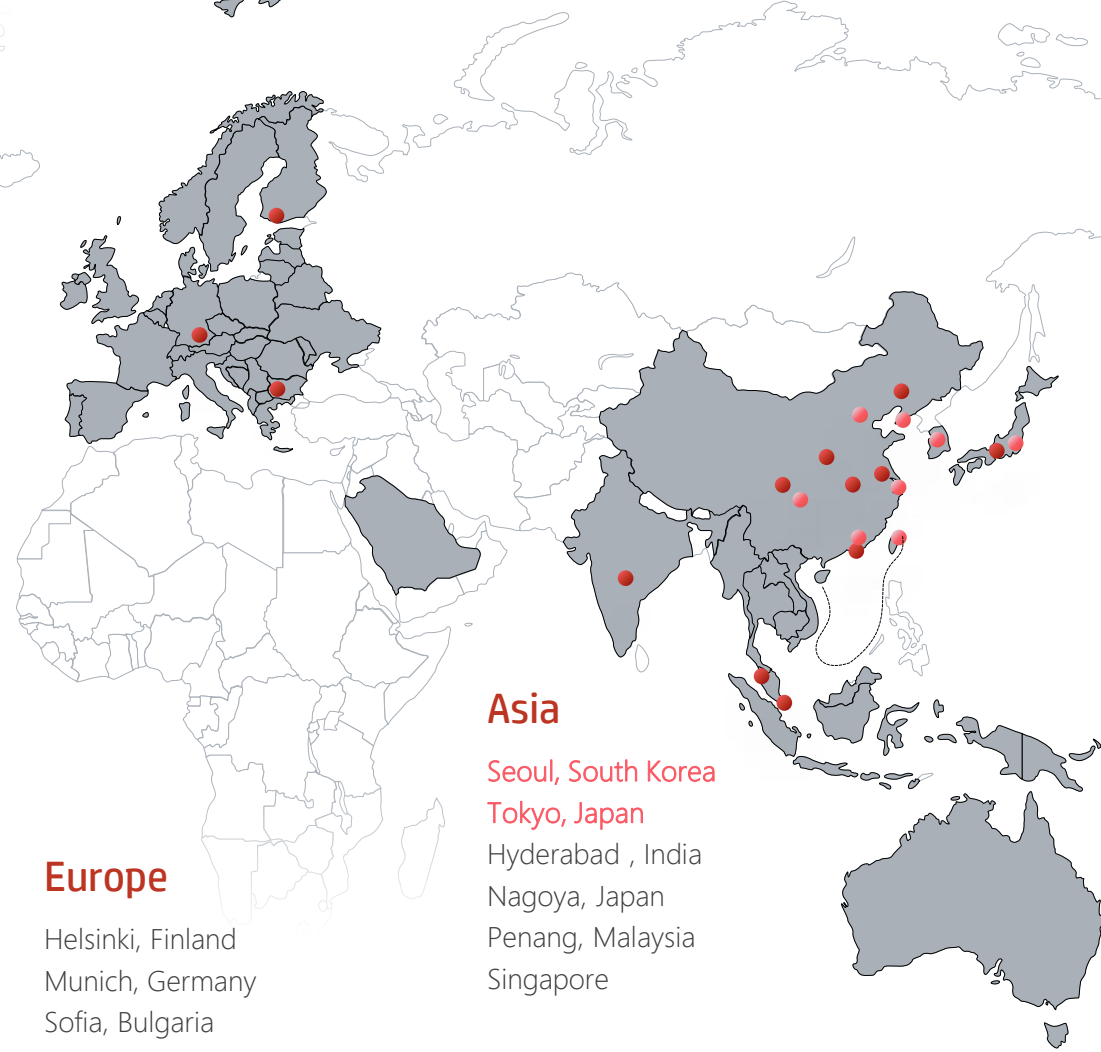 Asia
Seoul, South Korea
Tokyo, Japan
Hyderabad , India
Nagoya, Japan
Penang, Malaysia
Singapore
Europe
Helsinki, Finland
Munich, Germany
Sofia, Bulgaria